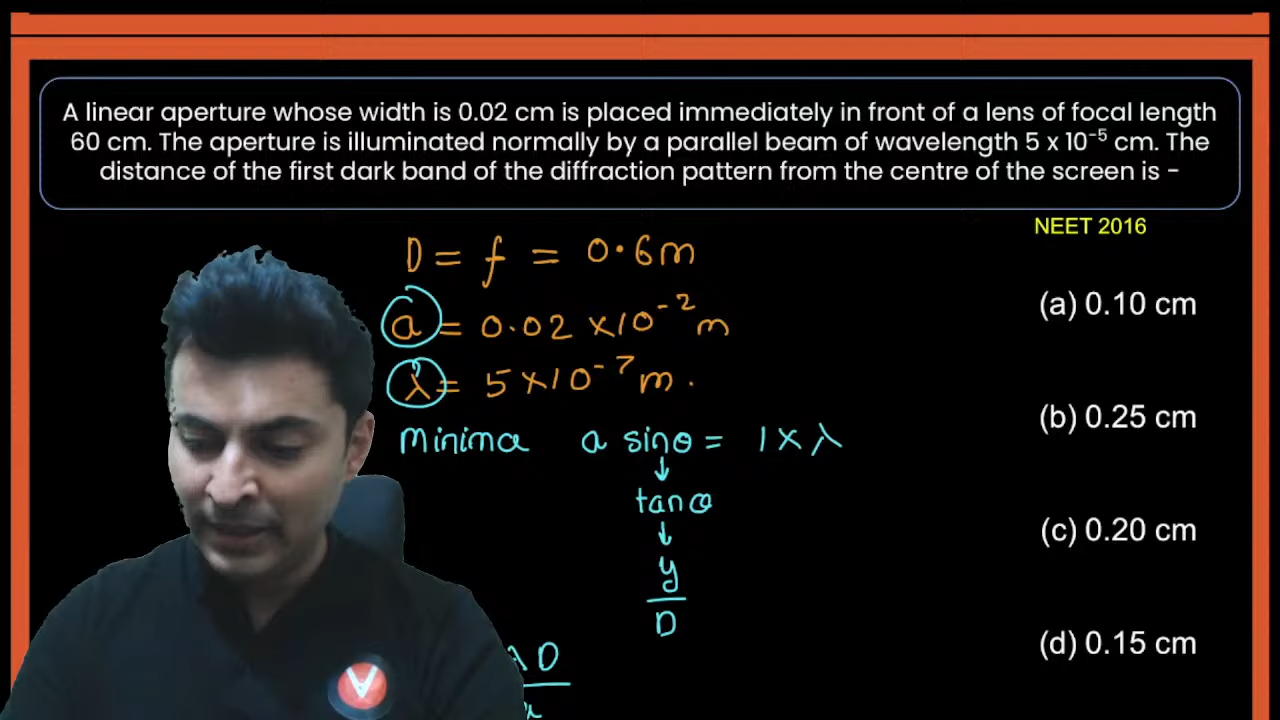 A linear aperture whose width is 0.02 cm is placed immediately in front of a lens of focal length
60 cm. The aperture is illuminated normally by a parallel beam of wavelength 5 x 10⁻⁵ cm. The
distance of the first dark band of the diffraction pattern from the centre of the screen is -
NEET 2016
D = f = 0.6m
a = 0.02 ×10⁻² m
λ = 5 ×10⁻⁷ m.
minima a sinθ = 1 × λ
↓
tanθ
↓
y
D
λD
(a) 0.10 cm
(b) 0.25 cm
(c) 0.20 cm
(d) 0.15 cm